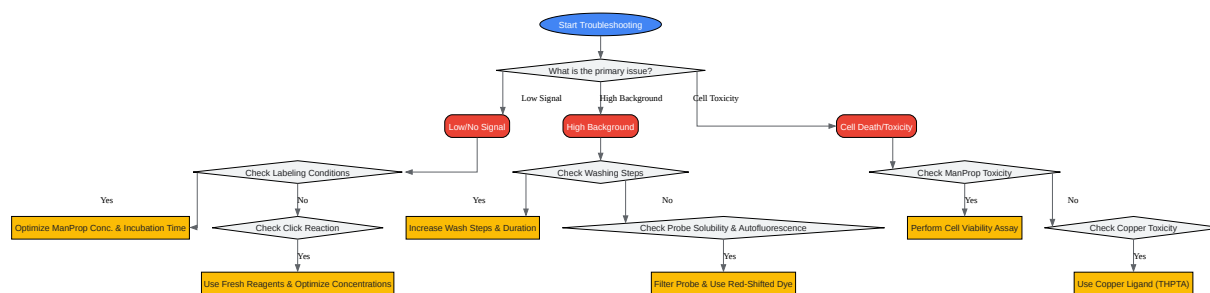 Start Troubleshooting
What is the primary issue?
Low Signal
High Background
Cell Toxicity
Low/No Signal
High Background
Cell Death/Toxicity
Check Labeling Conditions
Check Washing Steps
Check ManProp Toxicity
Yes
No
Yes
No
Yes
No
Optimize ManProp Conc. & Incubation Time
Check Click Reaction
Increase Wash Steps & Duration
Check Probe Solubility & Autofluorescence
Perform Cell Viability Assay
Check Copper Toxicity
Yes
Yes
Yes
Use Fresh Reagents & Optimize Concentrations
Filter Probe & Use Red-Shifted Dye
Use Copper Ligand (THPTA)